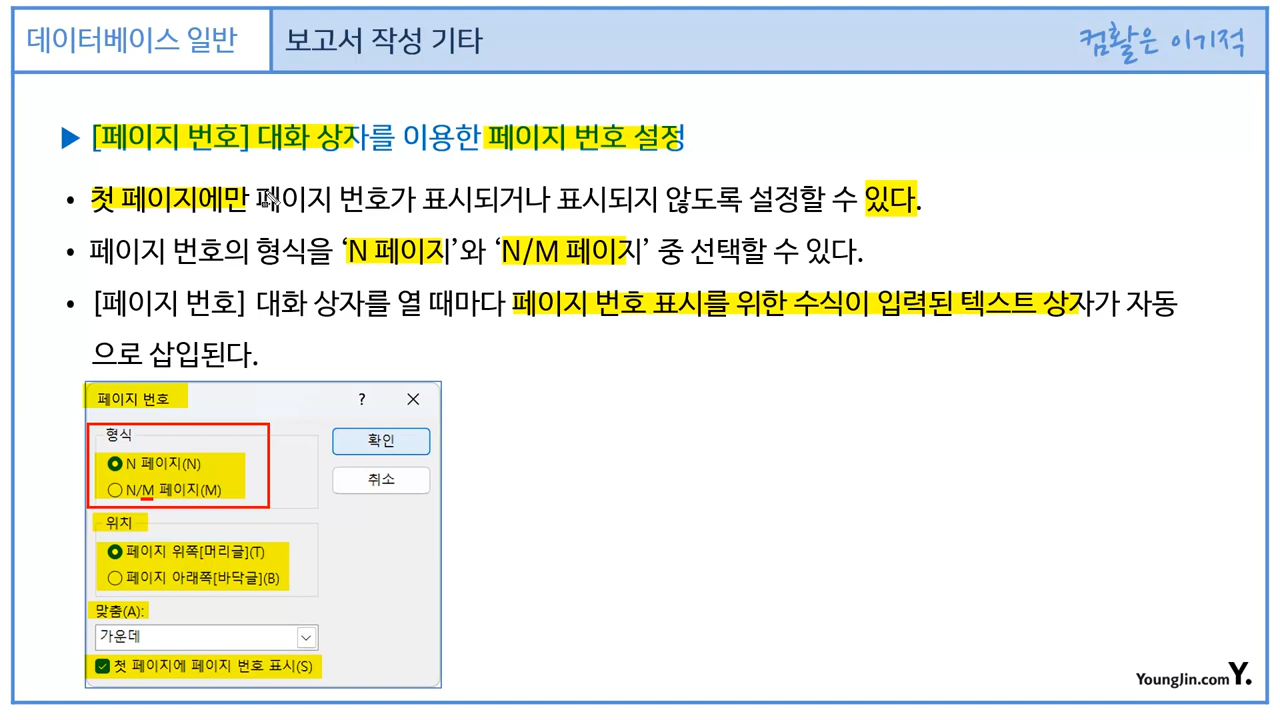 데이터베이스 일반
보고서 작성 기타
컴활은 이기적
[페이지 번호] 대화 상자를 이용한 페이지 번호 설정
• 첫 페이지에만 페이지 번호가 표시되거나 표시되지 않도록 설정할 수 있다.
• 페이지 번호의 형식을 ‘N 페이지’와 ‘N/M 페이지’ 중 선택할 수 있다.
• [페이지 번호] 대화 상자를 열 때마다 페이지 번호 표시를 위한 수식이 입력된 텍스트 상자가 자동
으로 삽입된다.
페이지 번호 ?
형식
N 페이지(N)
N/M 페이지(M)
확인
취소
위치
페이지 위쪽[머리글](T)
페이지 아래쪽[바닥글](B)
맞춤(A):
가운데
첫 페이지에 페이지 번호 표시(S)
YoungJin.com Y.